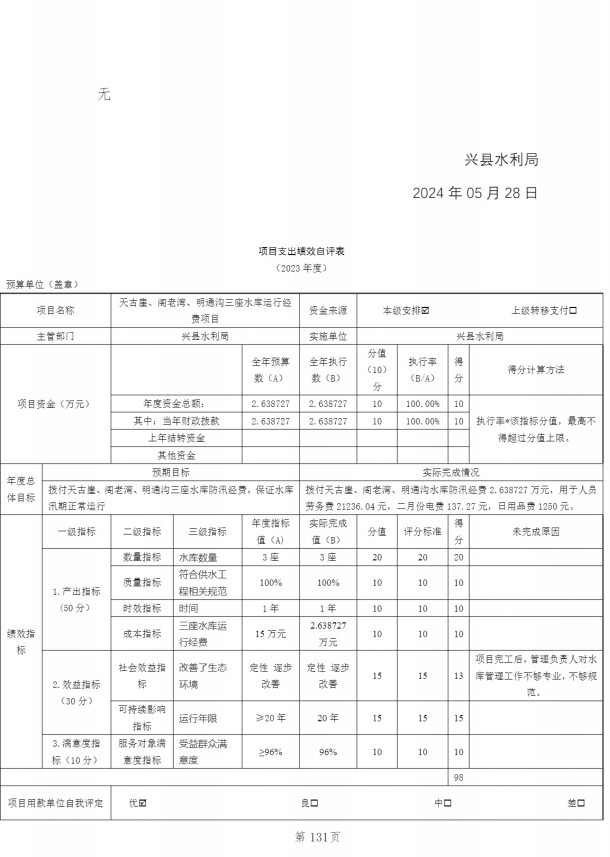 无
兴县水利局
2024 年 05 月 28 日
项目支出绩效自评表
（2023 年度）
预算单位（盖章）
项目名称 天古崖、阁老湾、明通沟三座水库运行经费项目 资金来源 本级安排☑ 上级转移支付□
主管部门 兴县水利局 实施单位 兴县水利局
项目资金（万元） 全年预算数（A） 全年执行数（B） 分值（10）分 执行率（B/A） 得分 得分计算方法
年度资金总额： 2.638727 2.638727 10 100.00% 10 执行率*该指标分值，最高不得超过分值上限。
其中：当年财政拨款 2.638727 2.638727 10 100.00% 10
上年结转资金
其他资金
年度总体目标 预期目标 实际完成情况
拨付天古崖、阁老湾、明通沟三座水库防汛经费，保证水库汛期正常运行 拨付天古崖、阁老湾、明通沟水库防汛经费 2.638727 万元，用于人员劳务费 21236.04 元，二月份电费 137.27 元，日用品费 1250 元。
绩效指标 一级指标 二级指标 三级指标 年度指标值（A) 实际完成值（B） 分值 评分标准 得分 未完成原因
1.产出指标(50 分） 数量指标 水库数量 3 座 3 座 20 20 20
质量指标 符合供水工程相关规范 100% 100% 10 10 10
时效指标 时间 1 年 1 年 10 10 10
成本指标 三座水库运行经费 15 万元 2.638727 万元 10 10 10
2.效益指标（30 分） 社会效益指标 改善了生态环境 定性 逐步改善 定性 逐步改善 15 15 13 项目完工后，管理负责人对水库管理工作不够专业，不够规范。
可持续影响指标 运行年限 ≥20 年 20 年 15 15 15
3.满意度指标（10 分） 服务对象满意度指标 受益群众满意度 ≥96% 96% 10 10 10
98
项目用款单位自我评定 优☑ 良□ 中□ 差□
第 131页